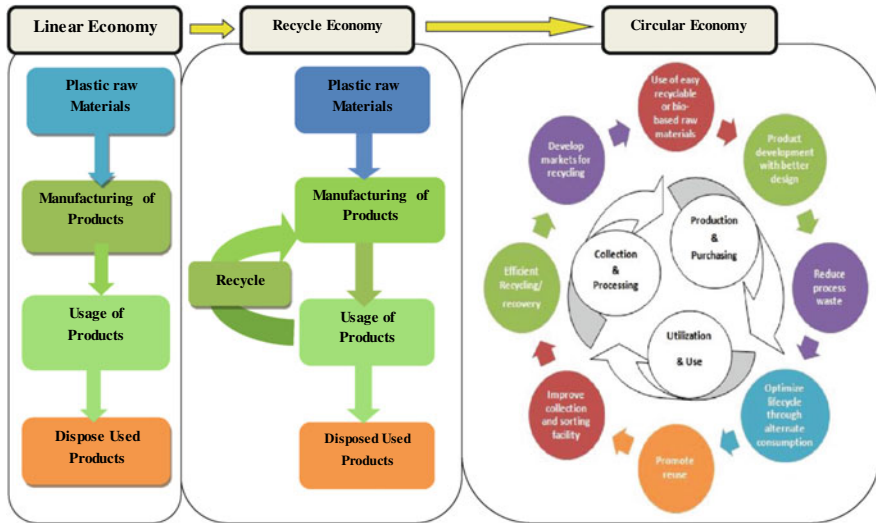 Linear Economy
Recycle Economy
Circular Economy
Plastic raw
Materials
Manufacturing of
Products
Usage of
Products
Dispose Used
Products
Plastic raw
Materials
Manufacturing of
Products
Recycle
Usage of
Products
Disposed Used
Products
Use of easy
recyclable
or bio-
based raw
materials
Product
development
with better
design
Reduce
process
waste
Optimize
lifecycle
through
alternate
consumption
Promote
reuse
Improve
collection
and sorting
facility
Efficient
Recycling/
recovery
Develop
markets for
recycling
Production
&
Purchasing
Utilization
& Use
Collection
&
Processing